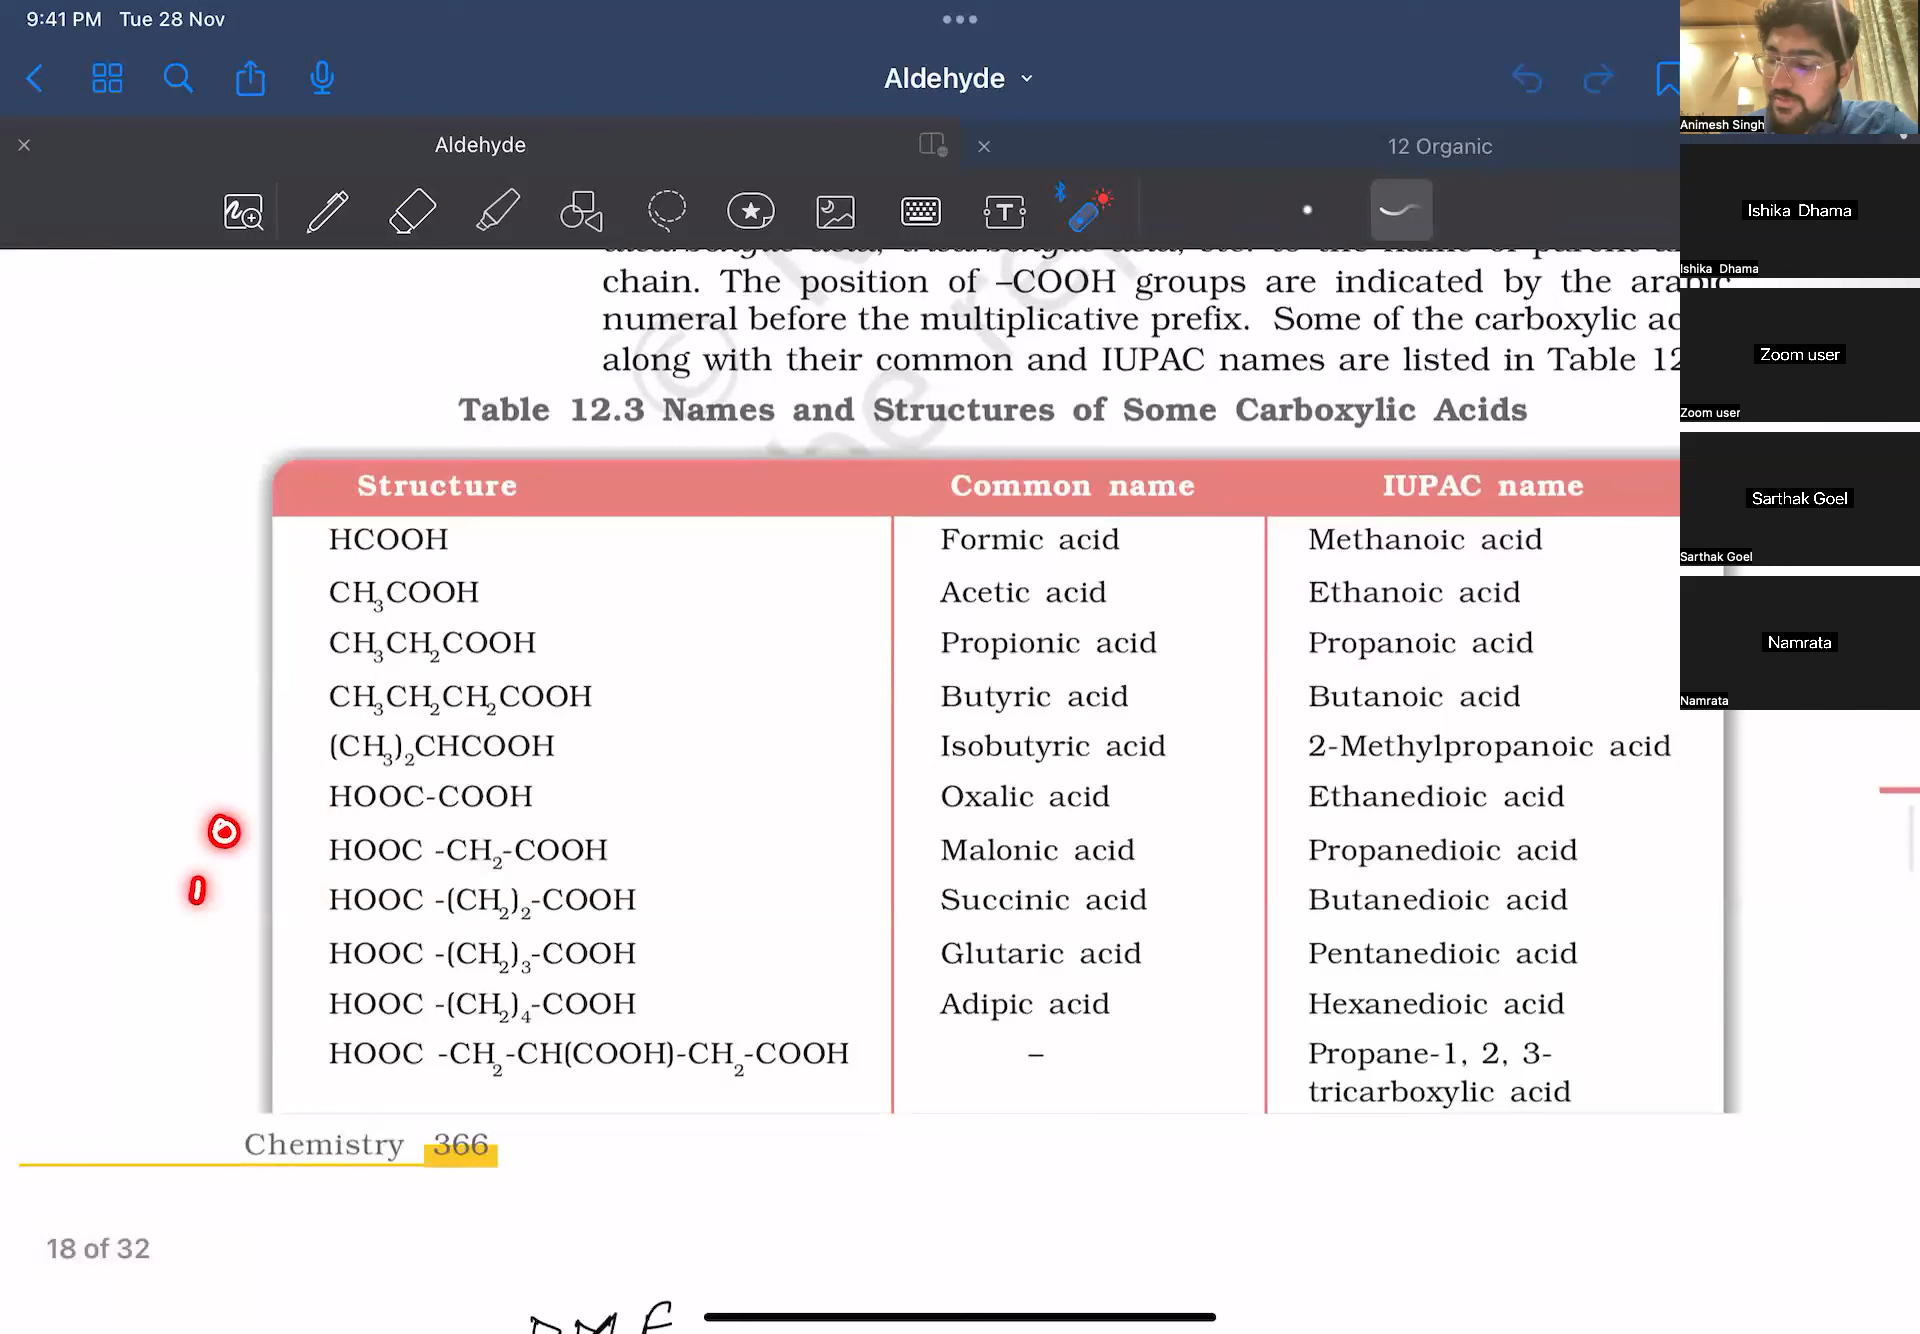 9:41 PM Tue 28 Nov
Aldehyde
Aldehyde
12 Organic
chain. The position of –COOH groups are indicated by the arabic
numeral before the multiplicative prefix. Some of the carboxylic ac
along with their common and IUPAC names are listed in Table 12
Table 12.3 Names and Structures of Some Carboxylic Acids
Structure Common name IUPAC name
HCOOH Formic acid Methanoic acid
CH₃COOH Acetic acid Ethanoic acid
CH₃CH₂COOH Propionic acid Propanoic acid
CH₃CH₂CH₂COOH Butyric acid Butanoic acid
(CH₃)₂CHCOOH Isobutyric acid 2-Methylpropanoic acid
HOOC-COOH Oxalic acid Ethanedioic acid
HOOC -CH₂-COOH Malonic acid Propanedioic acid
HOOC -(CH₂)₂-COOH Succinic acid Butanedioic acid
HOOC -(CH₂)₃-COOH Glutaric acid Pentanedioic acid
HOOC -(CH₂)₄-COOH Adipic acid Hexanedioic acid
HOOC -CH₂-CH(COOH)-CH₂-COOH – Propane-1, 2, 3-
tricarboxylic acid
Chemistry 366
18 of 32
Animesh Singh
Ishika Dhama
Ishika Dhama
Zoom user
Zoom user
Sarthak Goel
Sarthak Goel
Namrata
Namrata